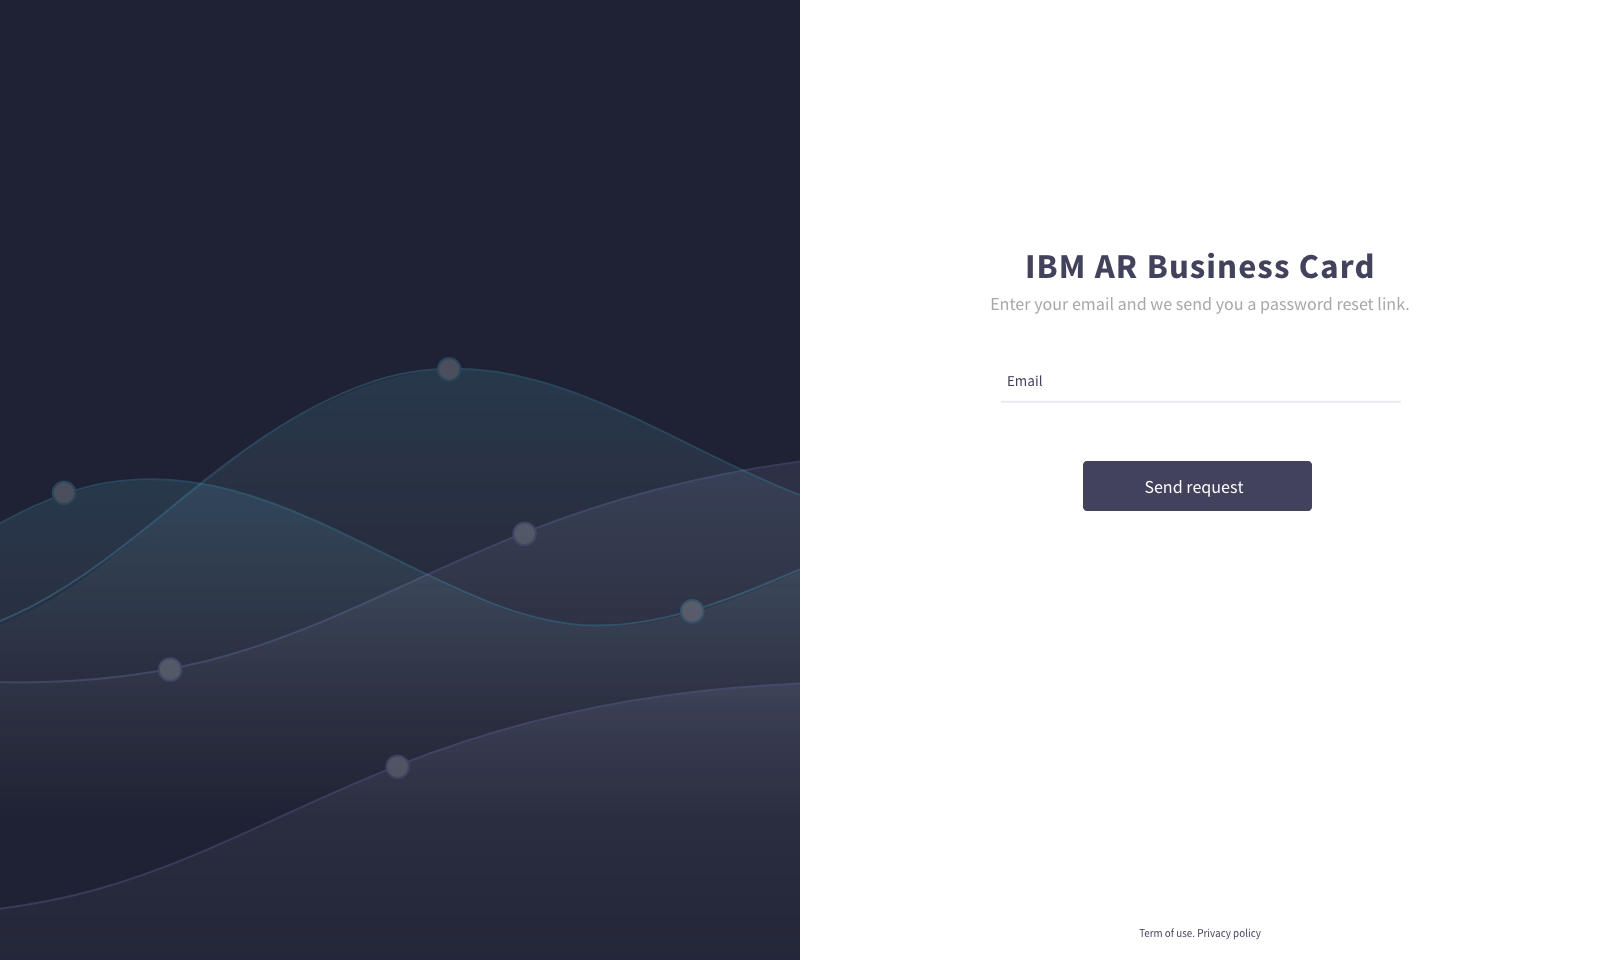 IBM AR Business Card
Enter your email and we send you a password reset link.
Email
Send request
Term of use. Privacy policy